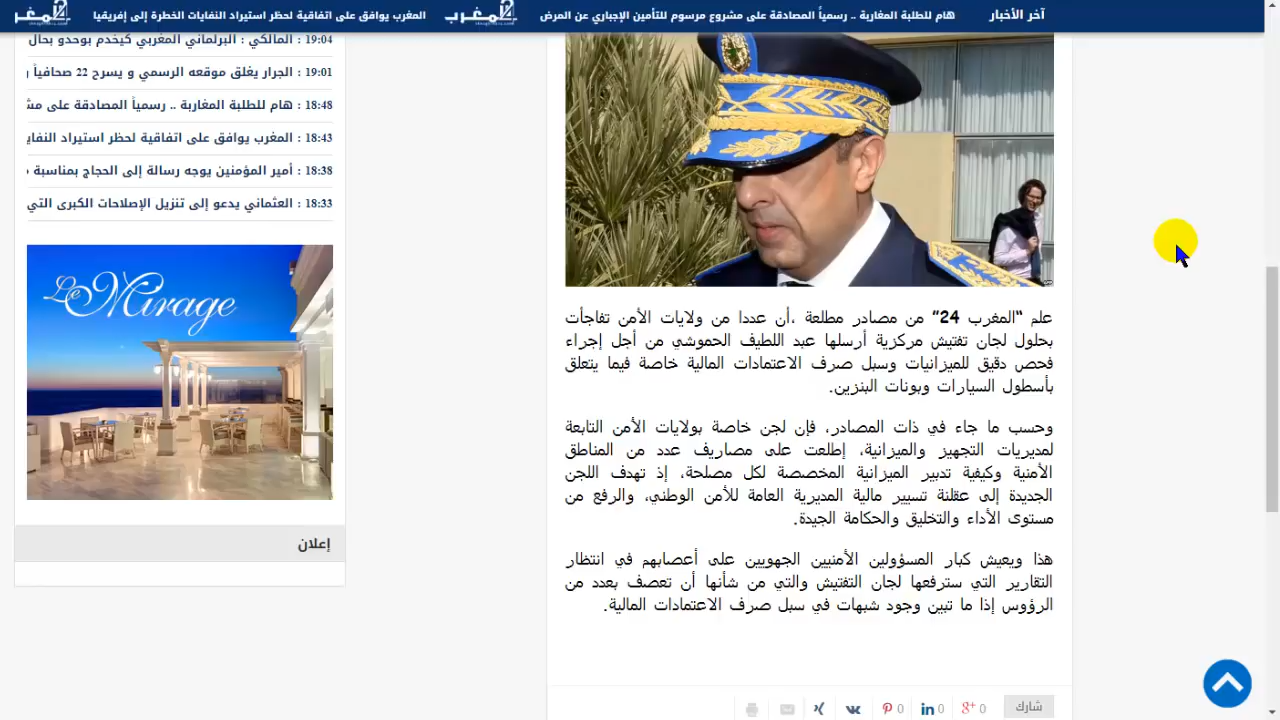 آخر الأخبار
هام للطلبة المغاربة .. رسمياً المصادقة على مشروع مرسوم للتأمين الإجباري عن المرض
المغرب يوافق على اتفاقية لحظر استيراد النفايات الخطرة إلى إفريقيا
19:04 : المالكي : البرلماني المغربي كيخدم بوحدو بحال
19:01 : الجرار يغلق موقعه الرسمي و يسرح 22 صحافياً و
18:48 : هام للطلبة المغاربة .. رسمياً المصادقة على مش
18:43 : المغرب يوافق على اتفاقية لحظر استيراد النفاي
18:38 : أمير المؤمنين يوجه رسالة إلى الحجاج بمناسبة
18:33 : العثماني يدعو إلى تنزيل الإصلاحات الكبرى التي
Le Mirage
إعلان
علم “المغرب 24” من مصادر مطلعة ،أن عددا من ولايات الأمن تفاجأت
بحلول لجان تفتيش مركزية أرسلها عبد اللطيف الحموشي من أجل إجراء
فحص دقيق للميزانيات وسبل صرف الاعتمادات المالية خاصة فيما يتعلق
بأسطول السيارات وبونات البنزين.
وحسب ما جاء في ذات المصادر، فإن لجن خاصة بولايات الأمن التابعة
لمديريات التجهيز والميزانية، إطلعت على مصاريف عدد من المناطق
الأمنية وكيفية تدبير الميزانية المخصصة لكل مصلحة، إذ تهدف اللجن
الجديدة إلى عقلنة تسيير مالية المديرية العامة للأمن الوطني، والرفع من
مستوى الأداء والتخليق والحكامة الجيدة.
هذا ويعيش كبار المسؤولين الأمنيين الجهويين على أعصابهم في انتظار
التقارير التي سترفعها لجان التفتيش والتي من شأنها أن تعصف بعدد من
الرؤوس إذا ما تبين وجود شبهات في سبل صرف الاعتمادات المالية.
شارك
0
0
0